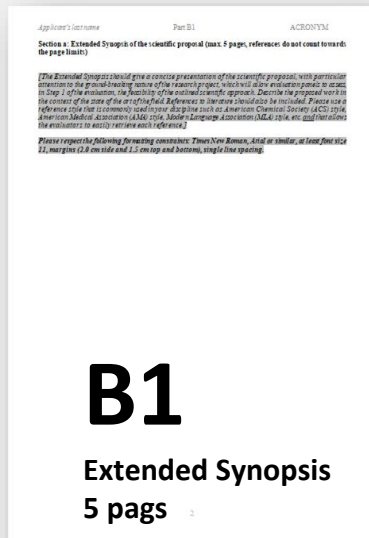 Applicant's last name Part B1 ACRONYM
Section a: Extended Synopsis of the scientific proposal (max. 5 pages, references do not count towards
the page limits)
[The Extended Synopsis should give a concise presentation of the scientific proposal, with particular
attention to the ground-breaking nature of the research project, which will allow evaluation panels to assess,
in Step 1 of the evaluation, the feasibility of the outlined scientific approach. Describe the proposed work in
the context of the state of the art of the field. References to literature should also be included. Please use a
reference style that is commonly used in your discipline such as American Chemical Society (ACS) style,
American Medical Association (AMA) style, Modern Language Association (MLA) style, etc. and that allows
the evaluators to easily retrieve each reference.]
Please respect the following formatting constraints: Times New Roman, Arial or similar, at least font size
11, margins (2.0 cm side and 1.5 cm top and bottom), single line spacing.
B1
Extended Synopsis
5 pags
2